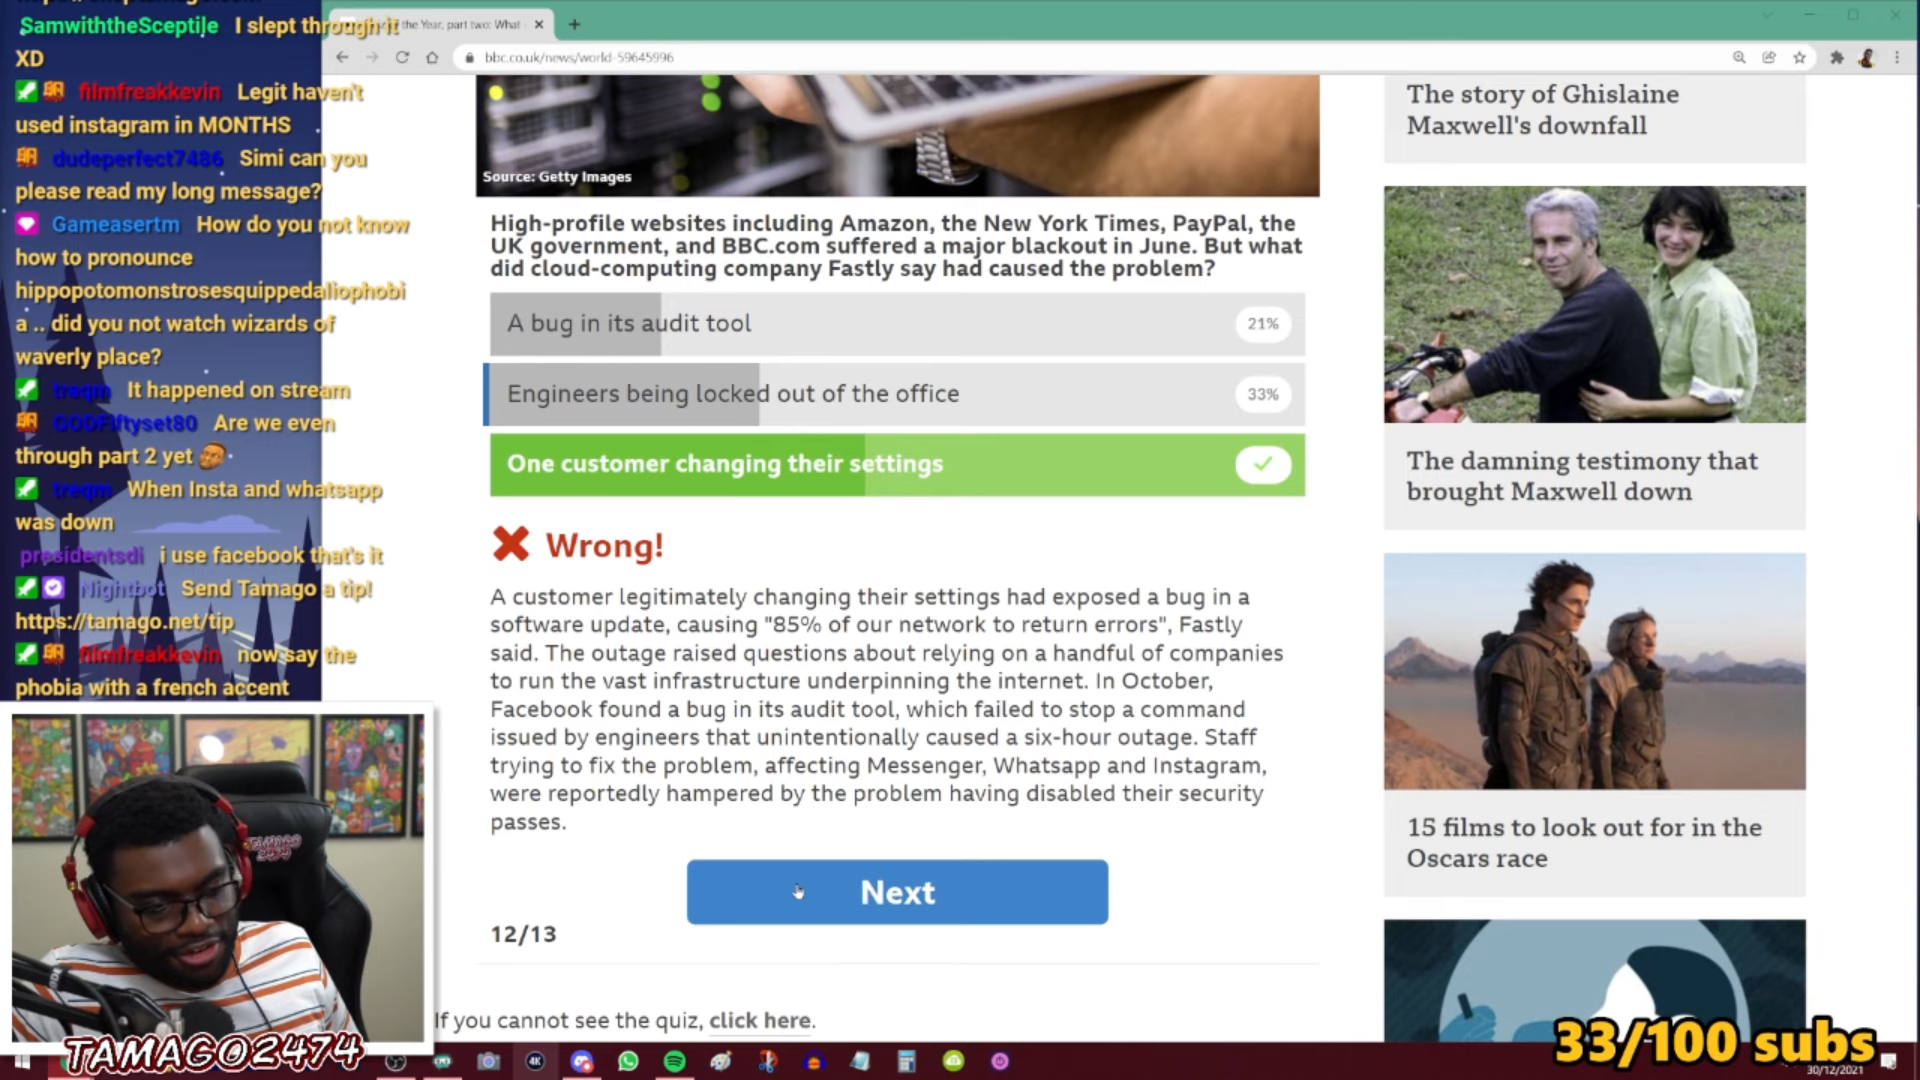 SamwiththeSceptile I slept through it
XD
filmfreakkevin Legit haven't
used instagram in MONTHS
dudeperfect7486 Simi can you
please read my long message?
Gameasertm How do you not know
how to pronounce
hippopotomonstrosesquippedaliophobi
a .. did you not watch wizards of
waverly place?
treqm It happened on stream
GODFiftyset80 Are we even
through part 2 yet
treqm When Insta and whatsapp
was down
presidentsdi i use facebook that's it
Nightbot Send Tamago a tip!
https://tamago.net/tip
filmfreakkevin now say the
phobia with a french accent
TAMAGO2474
the Year, part two: What
bbc.co.uk/news/world-59645996
Source: Getty Images
High-profile websites including Amazon, the New York Times, PayPal, the
UK government, and BBC.com suffered a major blackout in June. But what
did cloud-computing company Fastly say had caused the problem?
A bug in its audit tool 21%
Engineers being locked out of the office 33%
One customer changing their settings
Wrong!
A customer legitimately changing their settings had exposed a bug in a
software update, causing "85% of our network to return errors", Fastly
said. The outage raised questions about relying on a handful of companies
to run the vast infrastructure underpinning the internet. In October,
Facebook found a bug in its audit tool, which failed to stop a command
issued by engineers that unintentionally caused a six-hour outage. Staff
trying to fix the problem, affecting Messenger, Whatsapp and Instagram,
were reportedly hampered by the problem having disabled their security
passes.
Next
12/13
If you cannot see the quiz, click here.
The story of Ghislaine
Maxwell's downfall
The damning testimony that
brought Maxwell down
15 films to look out for in the
Oscars race
33/100 subs
4K
30/12/2021